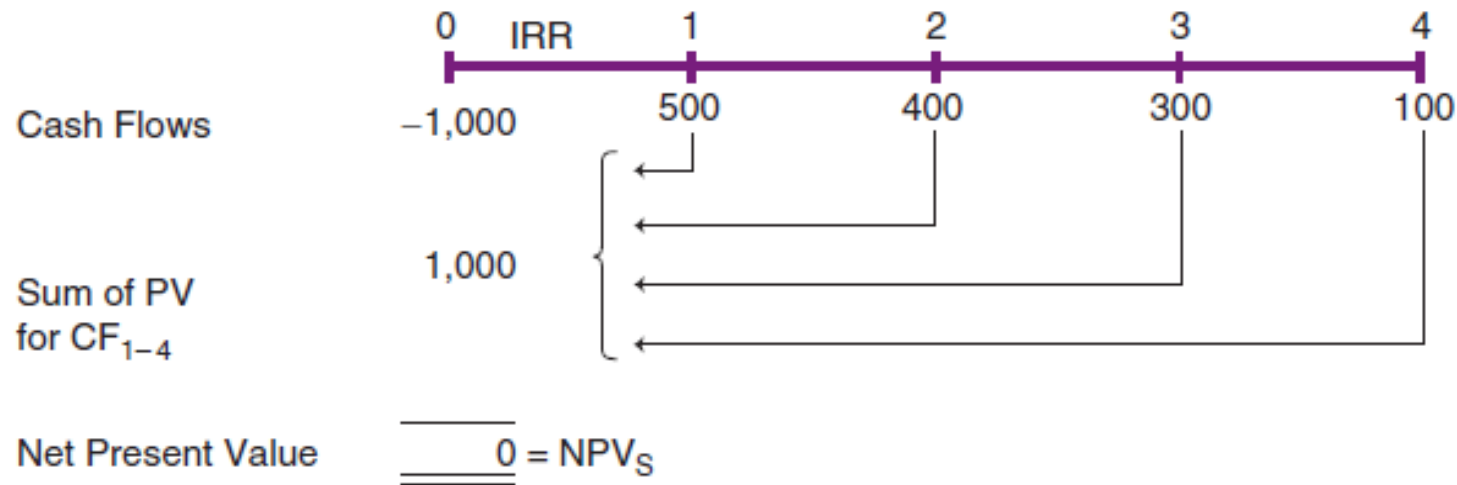 0 IRR 1 2 3 4
Cash Flows −1,000 500 400 300 100
1,000
Sum of PV
for CF₁₋₄
Net Present Value 0 = NPVₛ